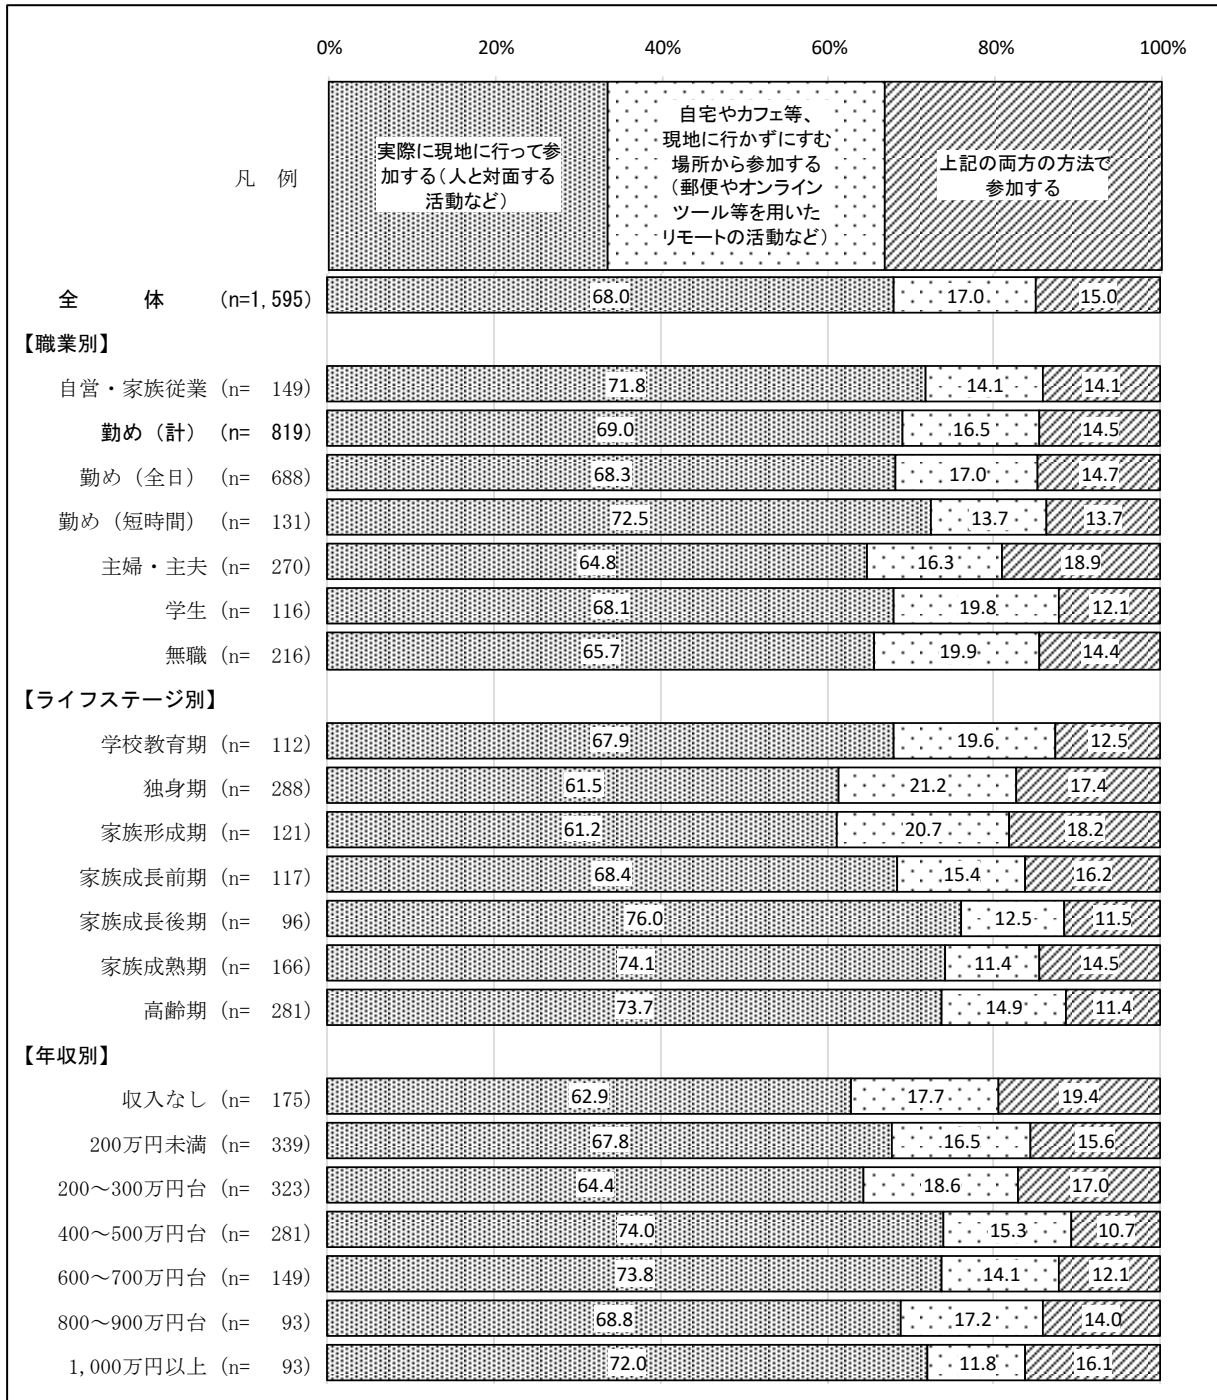 0% 20% 40% 60% 80% 100%
凡 例
実際に現地に行って参
加する(人と対面する
活動など)
自宅やカフェ等、
現地に行かずにすむ
場所から参加する
(郵便やオンライン
ツール等を用いた
リモートの活動など)
上記の両方の方法で
参加する
全 体 (n=1,595) 68.0 17.0 15.0
【職業別】
自営・家族従業 (n= 149) 71.8 14.1 14.1
勤め(計) (n= 819) 69.0 16.5 14.5
勤め(全日) (n= 688) 68.3 17.0 14.7
勤め(短時間) (n= 131) 72.5 13.7 13.7
主婦・主夫 (n= 270) 64.8 16.3 18.9
学生 (n= 116) 68.1 19.8 12.1
無職 (n= 216) 65.7 19.9 14.4
【ライフステージ別】
学校教育期 (n= 112) 67.9 19.6 12.5
独身期 (n= 288) 61.5 21.2 17.4
家族形成期 (n= 121) 61.2 20.7 18.2
家族成長前期 (n= 117) 68.4 15.4 16.2
家族成長後期 (n= 96) 76.0 12.5 11.5
家族成熟期 (n= 166) 74.1 11.4 14.5
高齢期 (n= 281) 73.7 14.9 11.4
【年収別】
収入なし (n= 175) 62.9 17.7 19.4
200万円未満 (n= 339) 67.8 16.5 15.6
200～300万円台 (n= 323) 64.4 18.6 17.0
400～500万円台 (n= 281) 74.0 15.3 10.7
600～700万円台 (n= 149) 73.8 14.1 12.1
800～900万円台 (n= 93) 68.8 17.2 14.0
1,000万円以上 (n= 93) 72.0 11.8 16.1